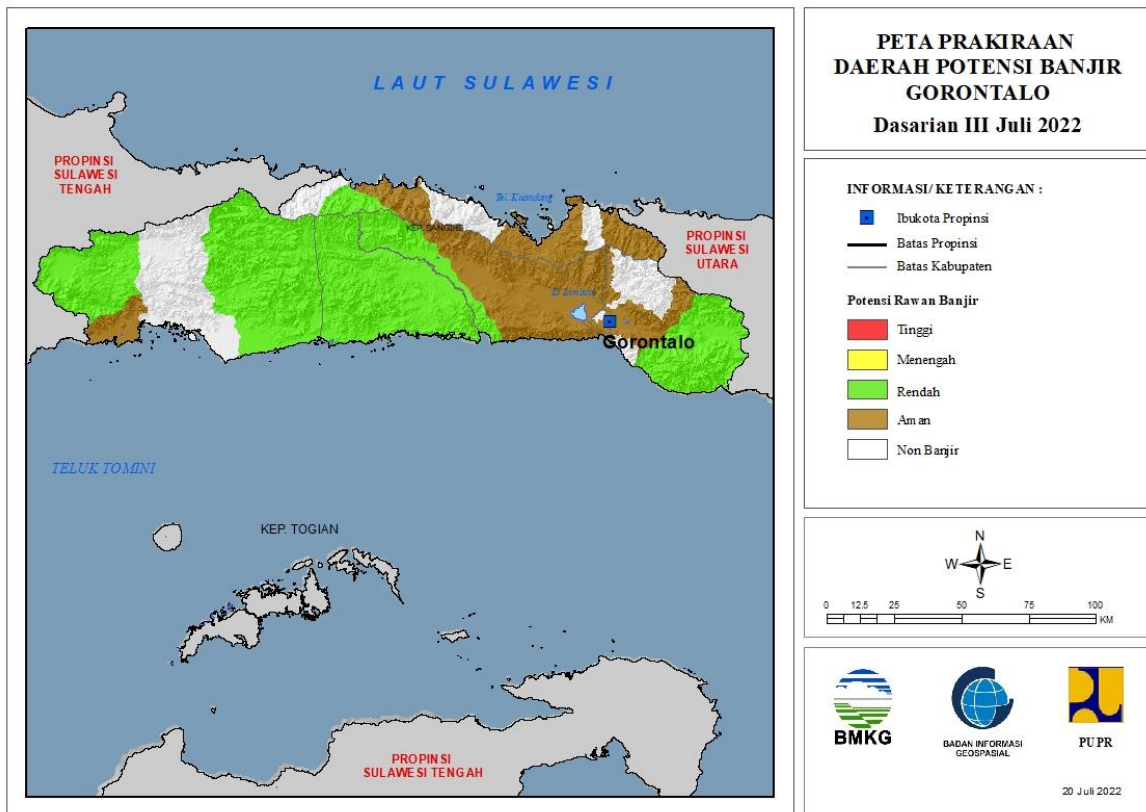 LAUT SULAWESI
PROPINSI
SULAWESI
TENGAH
Tel. Kuandang
KEP. SANGIHE
PROPINSI
SULAWESI
UTARA
Gorontalo
TELUK TOMINI
KEP. TOGIAN
PROPINSI
SULAWESI TENGAH
PETA PRAKIRAAN
DAERAH POTENSI BANJIR
GORONTALO
Dasarian III Juli 2022
INFORMASI/ KETERANGAN :
Ibukota Propinsi
Batas Propinsi
Batas Kabupaten
Potensi Rawan Banjir
Tinggi
Menengah
Rendah
Aman
Non Banjir
N
W E
S
0 12.5 25 50 75 100
KM
BMKG
BADAN INFORMASI
GEOSPASIAL
PUPR
20 Juli 2022